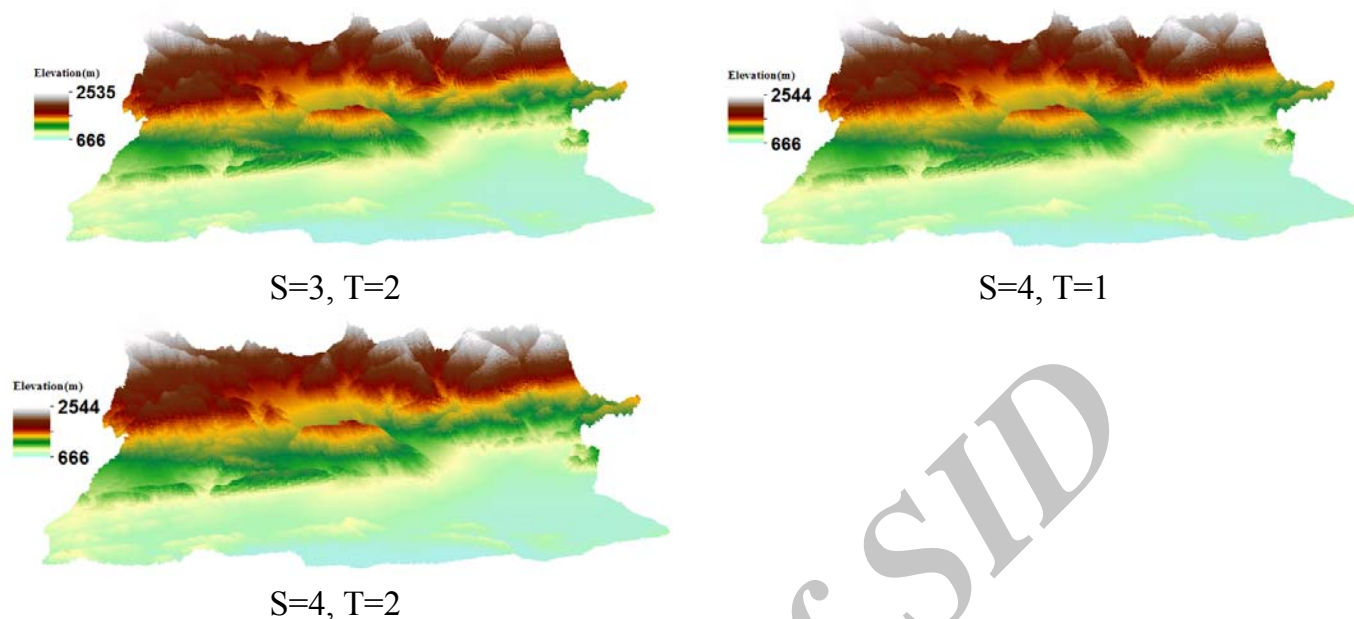 Elevation(m)
2535
666
S=3, T=2
Elevation(m)
2544
666
S=4, T=1
Elevation(m)
2544
666
S=4, T=2
f SID